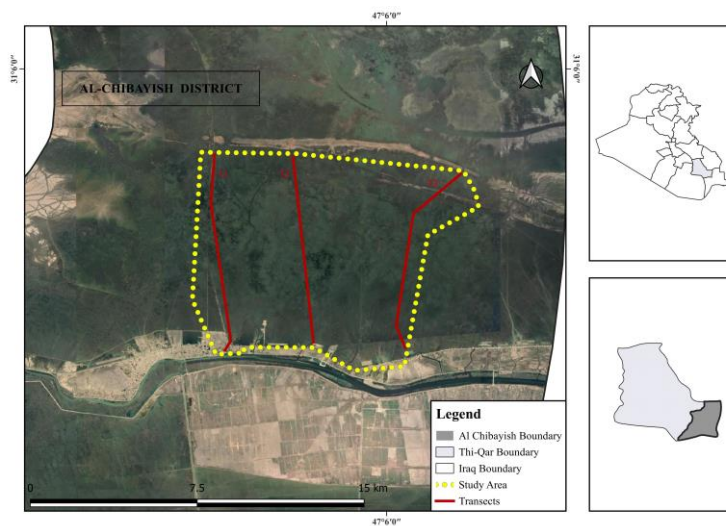 47°6'0"
31°6'0"
31°6'0"
AL-CHIBAYISH DISTRICT
Legend
Al Chibayish Boundary
Thi-Qar Boundary
Iraq Boundary
Study Area
Transects
0
7.5
15 km
47°6'0"